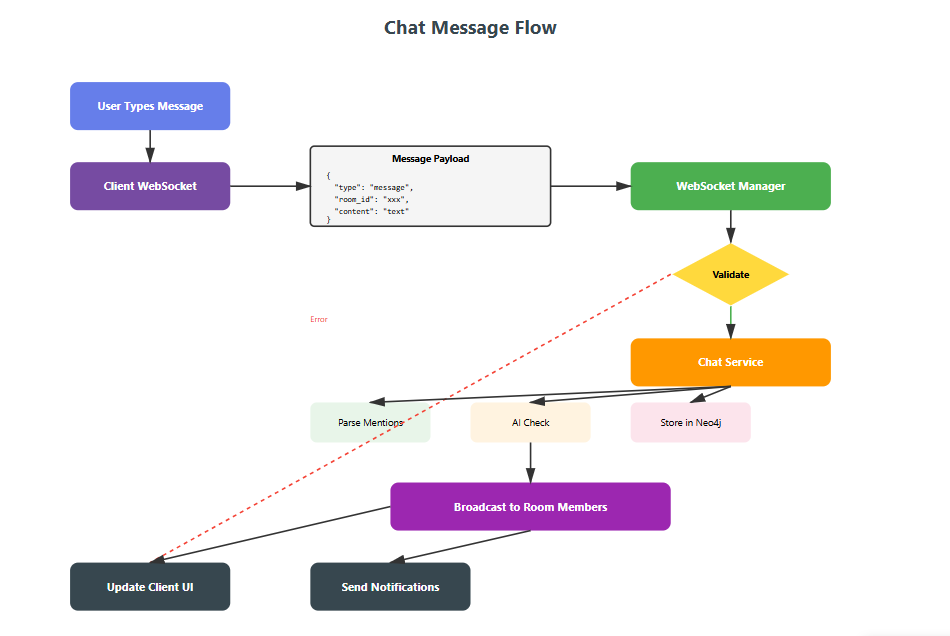 Chat Message Flow
User Types Message
Client WebSocket
Message Payload
{
"type": "message",
"room_id": "xxx",
"content": "text"
}
WebSocket Manager
Validate
Error
Chat Service
Parse Mentions
AI Check
Store in Neo4j
Broadcast to Room Members
Update Client UI
Send Notifications